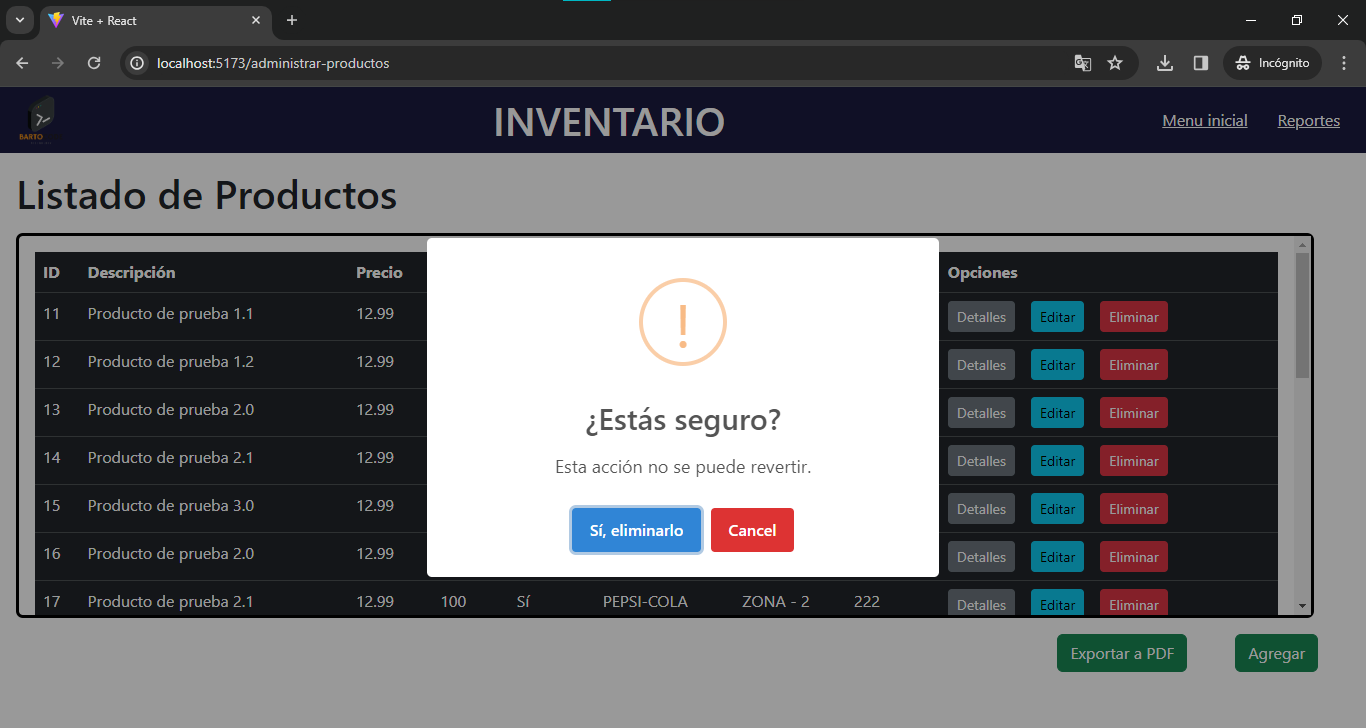 Vite + React
localhost:5173/administrar-productos
Incógnito
BARTO
INVENTARIO
Menu inicial
Reportes
Listado de Productos
ID Descripción Precio Opciones
11 Producto de prueba 1.1 12.99 Detalles Editar Eliminar
12 Producto de prueba 1.2 12.99 Detalles Editar Eliminar
13 Producto de prueba 2.0 12.99 Detalles Editar Eliminar
14 Producto de prueba 2.1 12.99 Detalles Editar Eliminar
15 Producto de prueba 3.0 12.99 Detalles Editar Eliminar
16 Producto de prueba 2.0 12.99 Detalles Editar Eliminar
17 Producto de prueba 2.1 12.99 100 Sí PEPSI-COLA ZONA - 2 222 Detalles Editar Eliminar
!
¿Estás seguro?
Esta acción no se puede revertir.
Sí, eliminarlo
Cancel
Exportar a PDF
Agregar